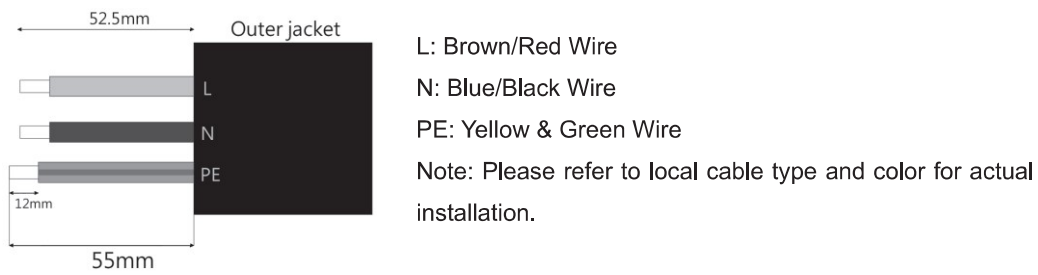 52.5mm
Outer jacket
L
N
PE
12mm
55mm
L: Brown/Red Wire
N: Blue/Black Wire
PE: Yellow & Green Wire
Note: Please refer to local cable type and color for actual
installation.